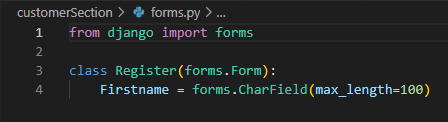 customerSection > forms.py > ...
1 from django import forms
2
3 class Register(forms.Form):
4 Firstname = forms.CharField(max_length=100)